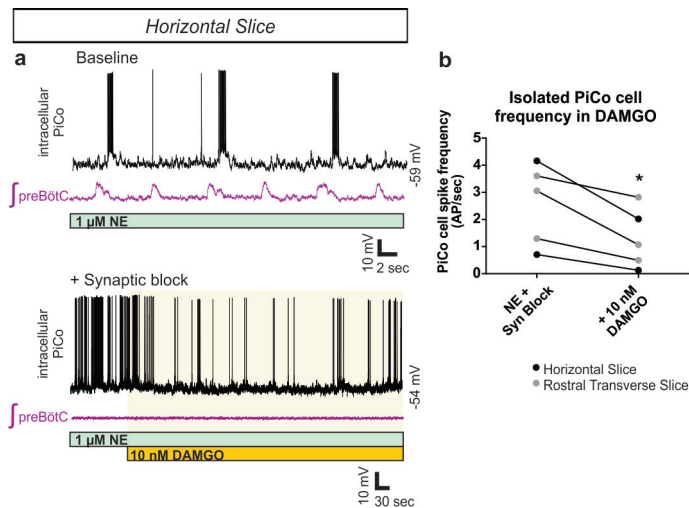 Horizontal Slice
a
Baseline
intracellular
PiCo
-59 mV
∫preBötC
1 µM NE
10 mV
2 sec
+ Synaptic block
intracellular
PiCo
-54 mV
∫preBötC
1 µM NE
10 nM DAMGO
10 mV
30 sec
b
Isolated PiCo cell
frequency in DAMGO
PiCo cell spike frequency
(AP/sec)
5
4
3
2
1
0
*
NE +
Syn Block
+ 10 nM
DAMGO
Horizontal Slice
Rostral Transverse Slice